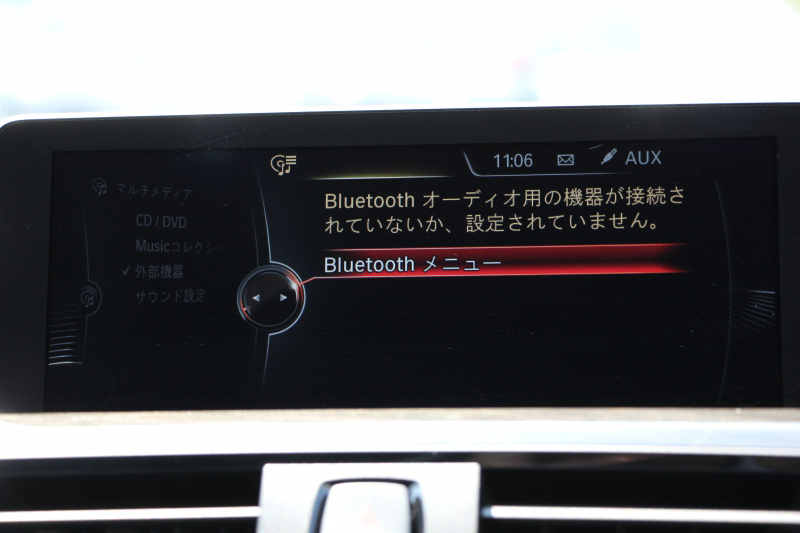 11:06 AUX
マルチメディア
CD / DVD
Musicコレクショ
✓外部機器
サウンド設定
Bluetooth オーディオ用の機器が接続さ
れていないか、設定されていません。
Bluetooth メニュー